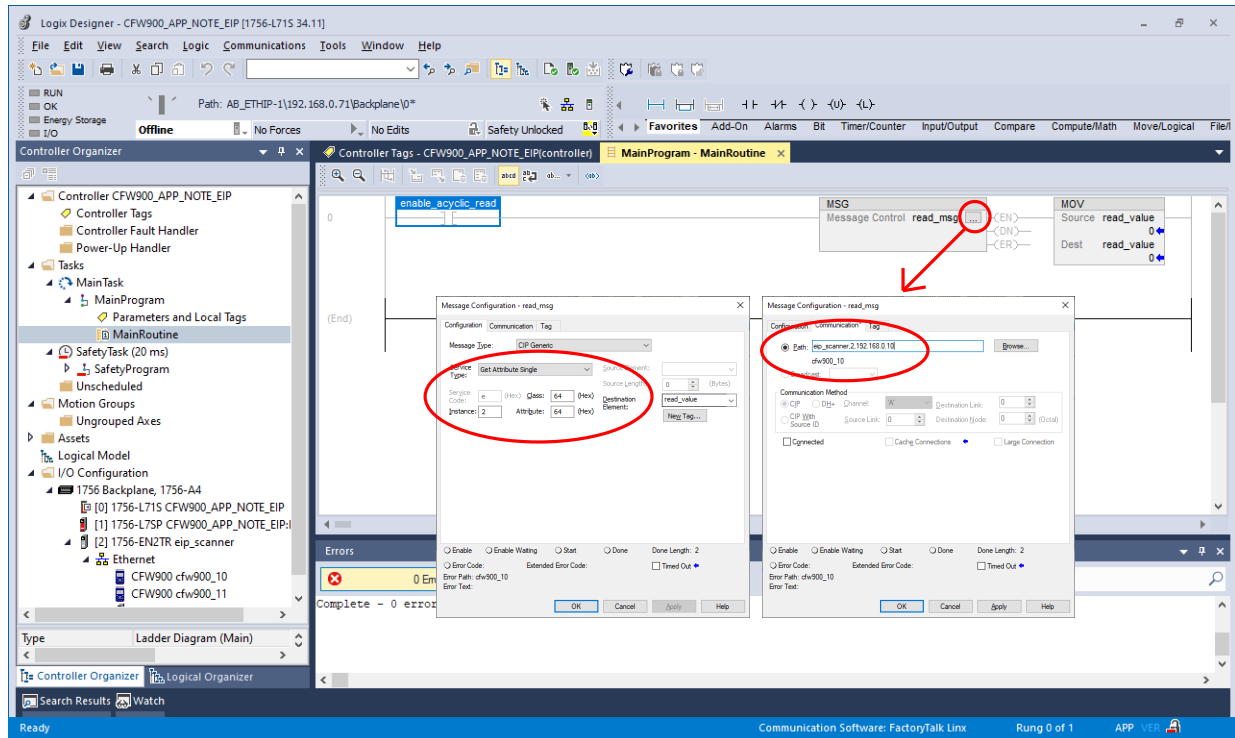 Logix Designer - CFW900_APP_NOTE_EIP [1756-L71S 34.11]
File Edit View Search Logic Communications Tools Window Help
RUN
OK
Energy Storage
I/O
Path: AB_ETHIP-1\192.168.0.71\Backplane\0*
Offline No Forces No Edits Safety Unlocked
Favorites Add-On Alarms Bit Timer/Counter Input/Output Compare Compute/Math Move/Logical File/
Controller Organizer
Controller CFW900_APP_NOTE_EIP
Controller Tags
Controller Fault Handler
Power-Up Handler
Tasks
MainTask
MainProgram
Parameters and Local Tags
MainRoutine
SafetyTask (20 ms)
SafetyProgram
Unscheduled
Motion Groups
Ungrouped Axes
Assets
Logical Model
I/O Configuration
1756 Backplane, 1756-A4
[0] 1756-L71S CFW900_APP_NOTE_EIP
[1] 1756-L7SP CFW900_APP_NOTE_EIP:
[2] 1756-EN2TR eip_scanner
Ethernet
CFW900 cfw900_10
CFW900 cfw900_11
Type Ladder Diagram (Main)
Controller Organizer Logical Organizer
Controller Tags - CFW900_APP_NOTE_EIP(controller) MainProgram - MainRoutine ×
abcd
ab...
0
enable_acyclic_read
MSG
Message Control read_msg ...
(EN)
(DN)
(ER)
MOV
Source read_value
0
Dest read_value
0
(End)
Message Configuration - read_msg
Configuration Communication Tag
Message Type: CIP Generic
Service Type: Get Attribute Single
Source Element:
Source Length: 0 (Bytes)
Service Code: e (Hex) Class: 64 (Hex)
Destination Element: read_value
Instance: 2 Attribute: 64 (Hex)
New Tag...
Enable Enable Waiting Start Done Done Length: 2
Error Code: Extended Error Code: Timed Out
Error Path: cfw900_10
Error Text:
OK Cancel Apply Help
Message Configuration - read_msg
Configuration Communication Tag
Path: eip_scanner,2,192.168.0.10 Browse...
cfw900_10
Broadcast:
Communication Method
CIP DH+ Channel: 'A' Destination Link: 0
CIP With Source ID Source Link: 0 Destination Node: 0 (Octal)
Connected Cache Connections Large Connection
Enable Enable Waiting Start Done Done Length: 2
Error Code: Extended Error Code: Timed Out
Error Path: cfw900_10
Error Text:
OK Cancel Apply Help
Errors
Complete - 0 error
Search Results Watch
Ready Communication Software: FactoryTalk Linx Rung 0 of 1 APP VER